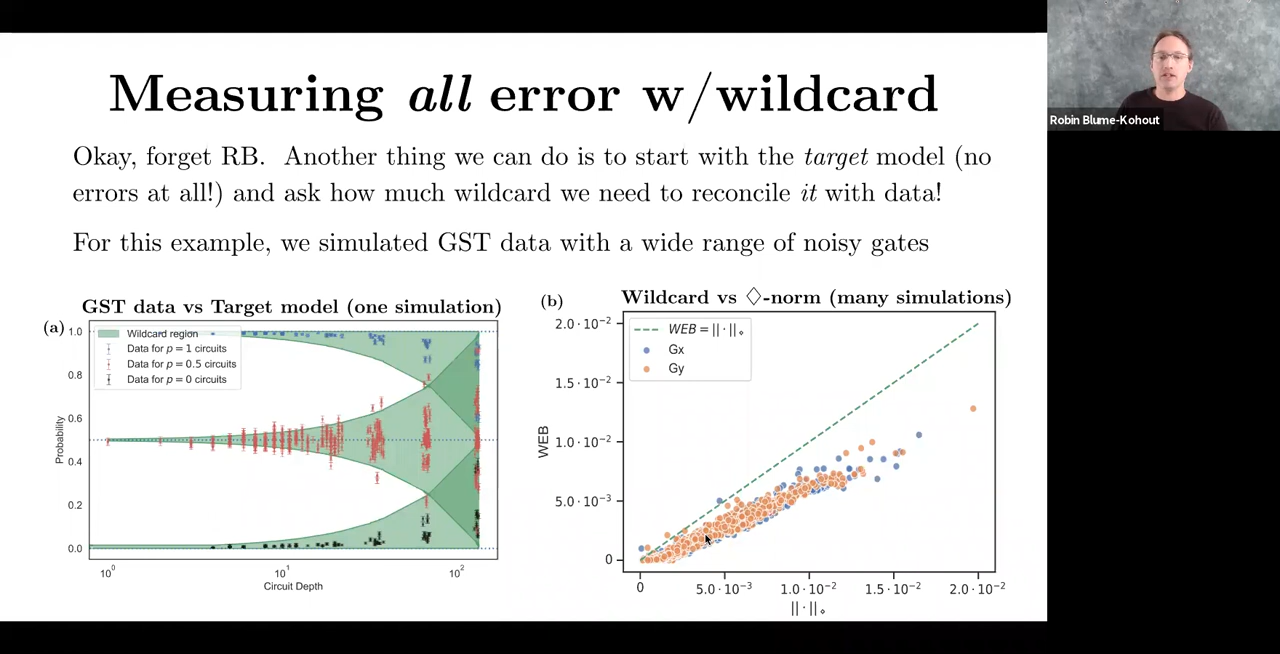 Measuring all error w/wildcard
Robin Blume-Kohout
Okay, forget RB. Another thing we can do is to start with the target model (no
errors at all!) and ask how much wildcard we need to reconcile it with data!
For this example, we simulated GST data with a wide range of noisy gates
GST data vs Target model (one simulation)
(a)
Wildcard region
Data for p = 1 circuits
Data for p = 0.5 circuits
Data for p = 0 circuits
Probability
1.0
0.8
0.6
0.4
0.2
0.0
10⁰
10¹
10²
Circuit Depth
(b)
Wildcard vs ◇-norm (many simulations)
WEB = || · ||⋄
Gx
Gy
WEB
2.0 · 10⁻²
1.5 · 10⁻²
1.0 · 10⁻²
5.0 · 10⁻³
0
0
5.0 · 10⁻³
1.0 · 10⁻²
1.5 · 10⁻²
2.0 · 10⁻²
|| · ||⋄